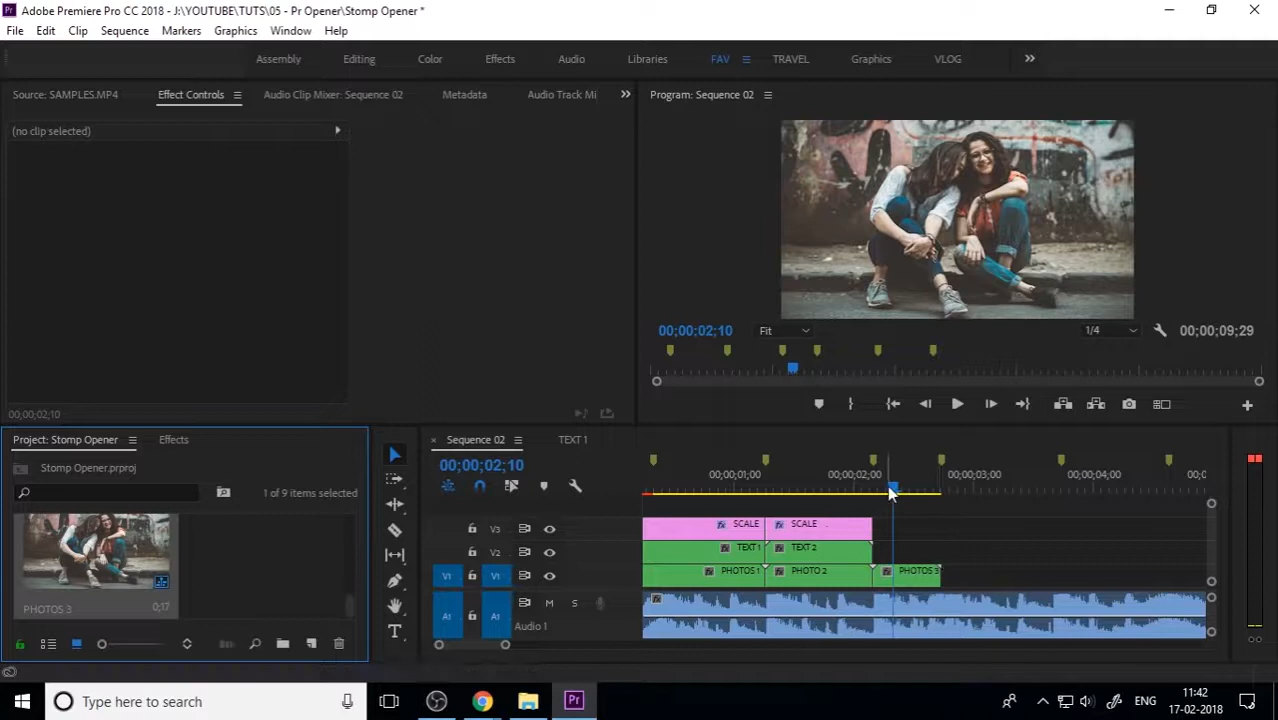 Adobe Premiere Pro CC 2018 - J:\YOUTUBE\TUTS\05 - Pr Opener\Stomp Opener *
File Edit Clip Sequence Markers Graphics Window Help
Assembly Editing Color Effects Audio Libraries FAV TRAVEL Graphics VLOG
Source: SAMPLES.MP4 Effect Controls Audio Clip Mixer: Sequence 02 Metadata Audio Track Mi
Program: Sequence 02
(no clip selected)
00;00;02;10 Fit 1/4 00;00;09;29
00;00;02;10
Project: Stomp Opener Effects
Stomp Opener.prproj
1 of 9 items selected
PHOTOS 3 0;17
Sequence 02 TEXT 1
00;00;02;10
00;00;01;00 00;00;02;00 00;00;03;00 00;00;04;00 00;0
V3 SCALE SCALE
V2 TEXT 1 TEXT 2
V1 V1 PHOTOS 1 PHOTO 2 PHOTOS 3
A1 A1 M S
Audio 1
Type here to search
Pr
ENG
11:42
17-02-2018